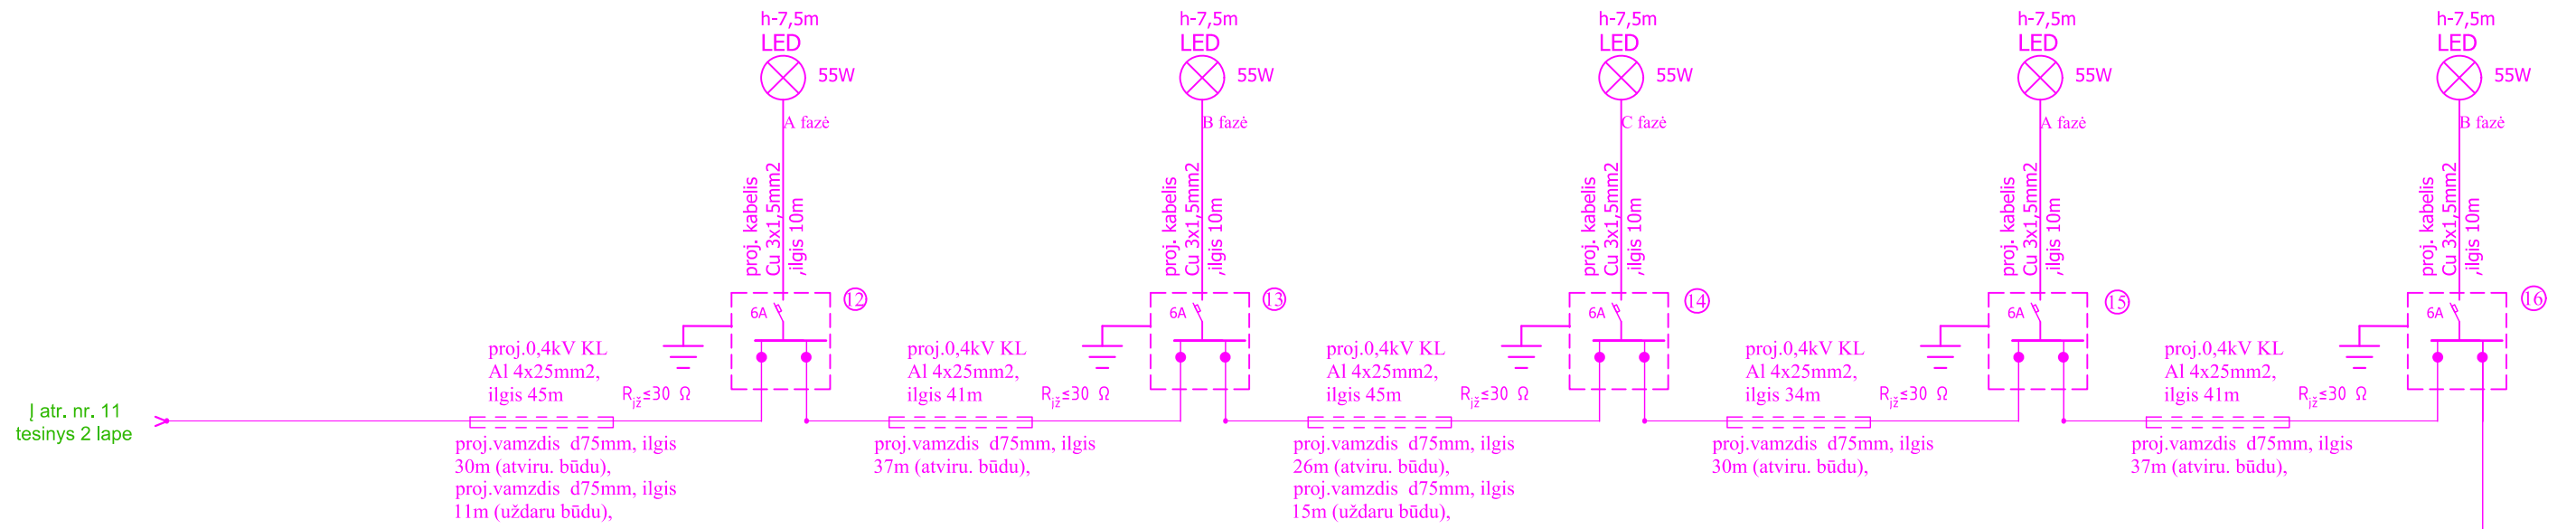 h-7,5m
LED
55W
A fazė
proj. kabelis
Cu 3x1,5mm2
,ilgis 10m
6A
12
h-7,5m
LED
55W
B fazė
proj. kabelis
Cu 3x1,5mm2
,ilgis 10m
6A
13
h-7,5m
LED
55W
C fazė
proj. kabelis
Cu 3x1,5mm2
,ilgis 10m
6A
14
h-7,5m
LED
55W
A fazė
proj. kabelis
Cu 3x1,5mm2
,ilgis 10m
6A
15
h-7,5m
LED
55W
B fazė
proj. kabelis
Cu 3x1,5mm2
,ilgis 10m
6A
16
Į atr. nr. 11
tesinys 2 lape
proj.0,4kV KL
Al 4x25mm2,
ilgis 45m
Rįž≤30 Ω
proj.vamzdis d75mm, ilgis
30m (atviru. būdu),
proj.vamzdis d75mm, ilgis
11m (uždaru būdu),
proj.0,4kV KL
Al 4x25mm2,
ilgis 41m
Rįž≤30 Ω
proj.vamzdis d75mm, ilgis
37m (atviru. būdu),
proj.0,4kV KL
Al 4x25mm2,
ilgis 45m
Rįž≤30 Ω
proj.vamzdis d75mm, ilgis
26m (atviru. būdu),
proj.vamzdis d75mm, ilgis
15m (uždaru būdu),
proj.0,4kV KL
Al 4x25mm2,
ilgis 34m
Rįž≤30 Ω
proj.vamzdis d75mm, ilgis
30m (atviru. būdu),
proj.0,4kV KL
Al 4x25mm2,
ilgis 41m
Rįž≤30 Ω
proj.vamzdis d75mm, ilgis
37m (atviru. būdu),